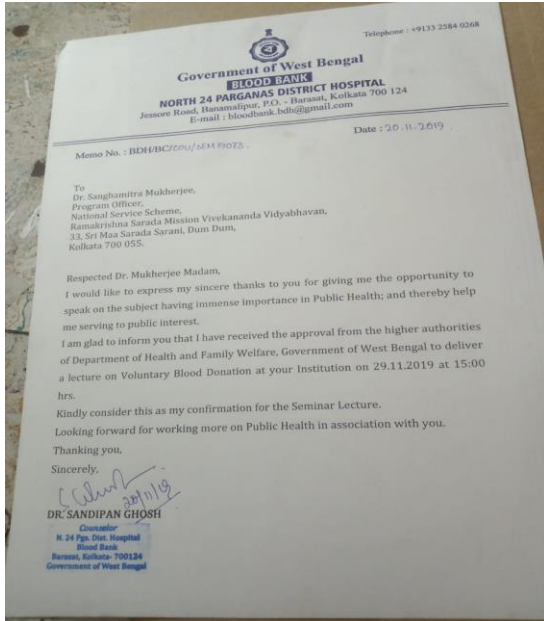 Telephone : +9133 2584 0268
Government of West Bengal
BLOOD BANK
NORTH 24 PARGANAS DISTRICT HOSPITAL
Jessore Road, Banamalipur, P.O. - Barasat, Kolkata 700 124
E-mail : bloodbank.bdh@gmail.com
Date : 20.11.2019
Memo No. : BDH/BC/COU/SEM
To
Dr. Sanghamitra Mukherjee,
Program Officer,
National Service Scheme,
Ramakrishna Sarada Mission Vivekananda Vidyabhavan,
33, Sri Maa Sarada Sarani, Dum Dum,
Kolkata 700 055.
Respected Dr. Mukherjee Madam,
I would like to express my sincere thanks to you for giving me the opportunity to
speak on the subject having immense importance in Public Health; and thereby help
me serving to public interest.
I am glad to inform you that I have received the approval from the higher authorities
of Department of Health and Family Welfare, Government of West Bengal to deliver
a lecture on Voluntary Blood Donation at your Institution on 29.11.2019 at 15:00
hrs.
Kindly consider this as my confirmation for the Seminar Lecture.
Looking forward for working more on Public Health in association with you.
Thanking you,
Sincerely,
20/11/19
DR. SANDIPAN GHOSH
Counselor
N. 24 Pgs. Dist. Hospital
Blood Bank
Barasat, Kolkata- 700124
Government of West Bengal